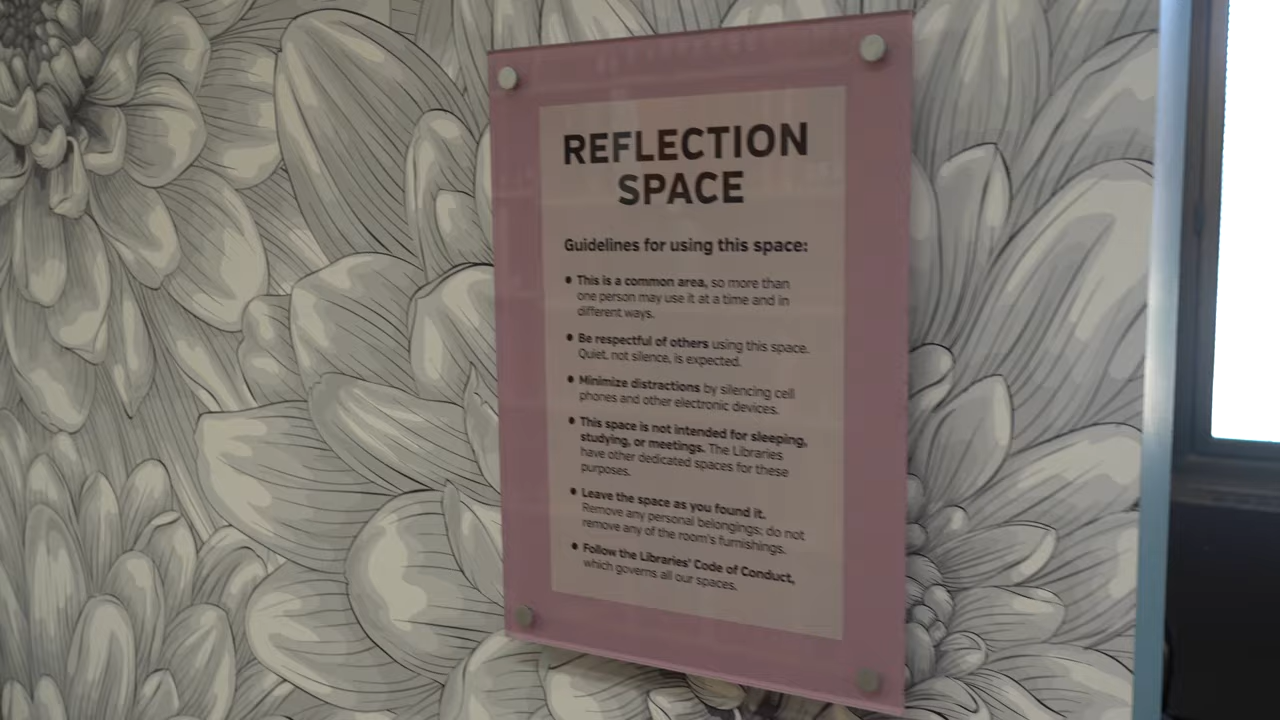 REFLECTION
SPACE
Guidelines for using this space:
• This is a common area, so more than
one person may use it at a time and in
different ways.
• Be respectful of others using this space.
Quiet, not silence, is expected.
• Minimize distractions by silencing cell
phones and other electronic devices.
• This space is not intended for sleeping,
studying, or meetings. The Libraries
have other dedicated spaces for these
purposes.
• Leave the space as you found it.
Remove any personal belongings; do not
remove any of the room's furnishings.
• Follow the Libraries' Code of Conduct,
which governs all our spaces.